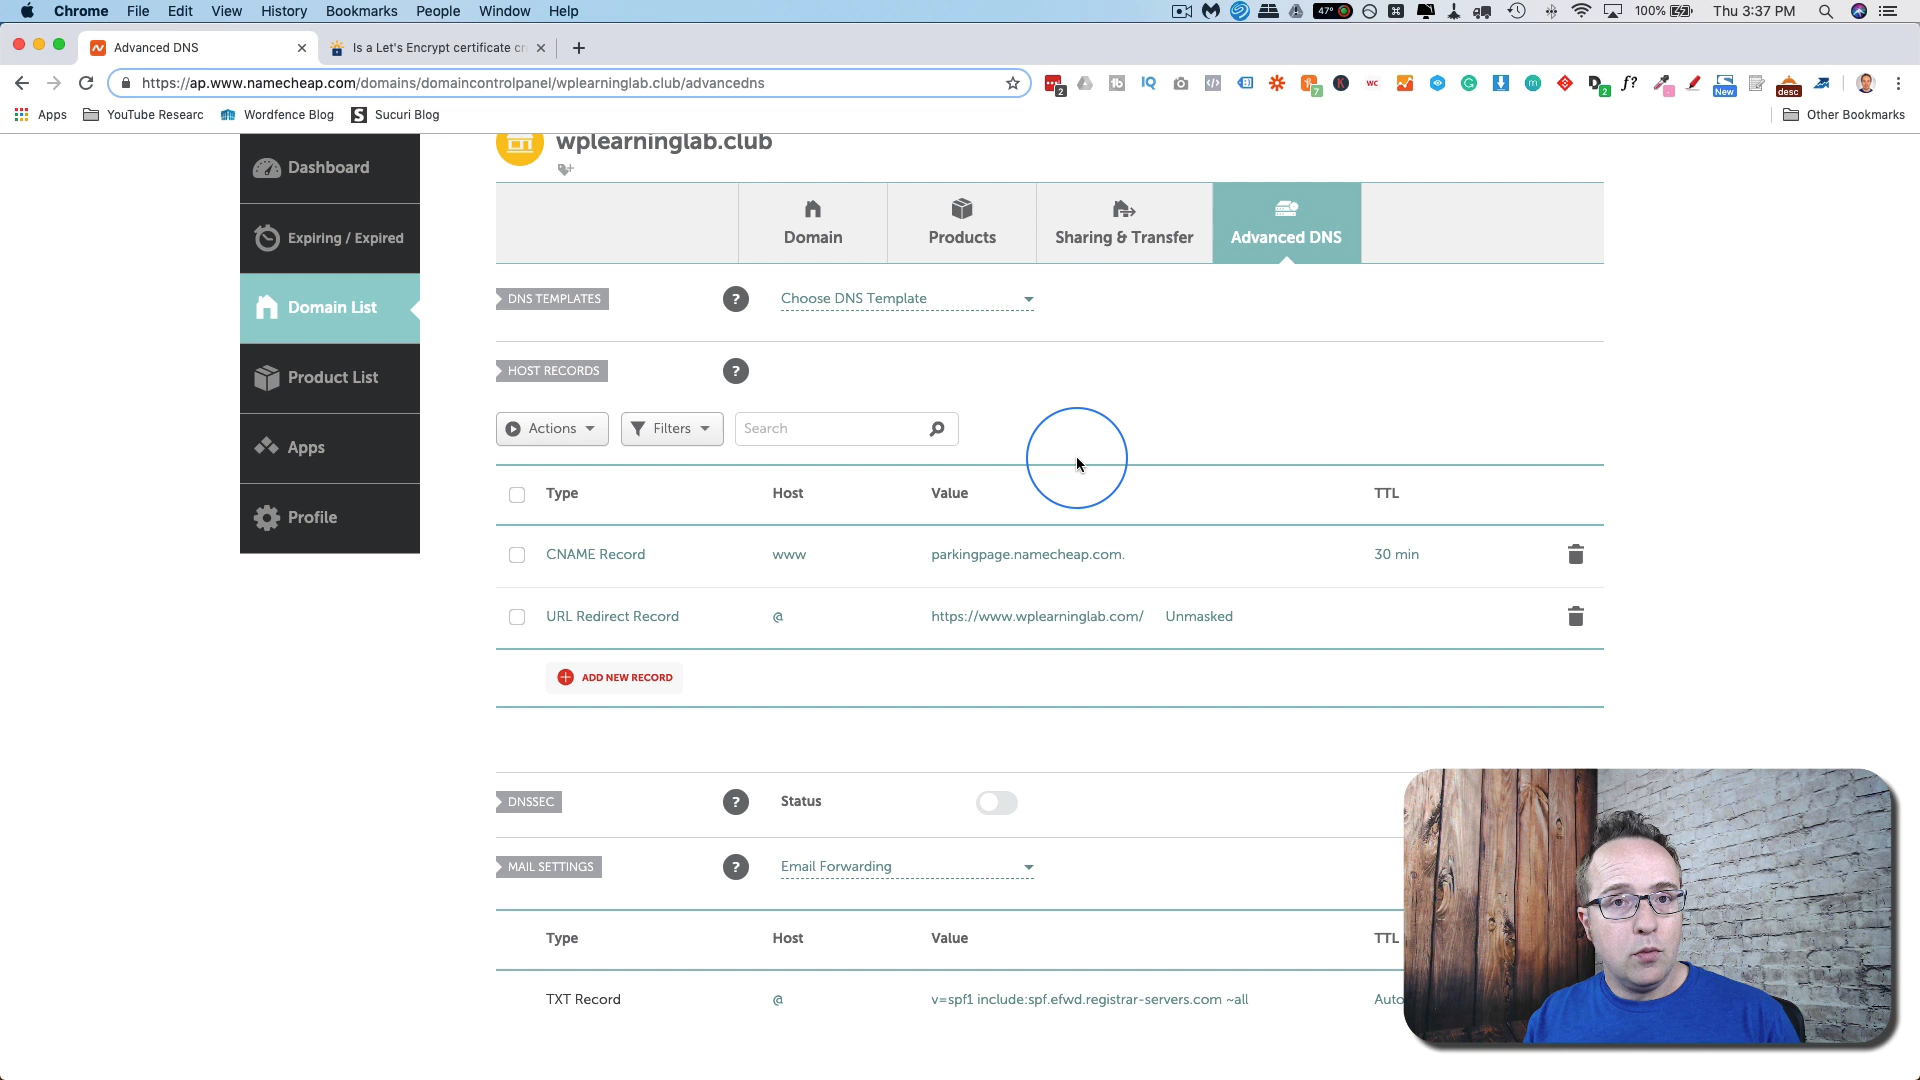 Chrome File Edit View History Bookmarks People Window Help 47° 100% Thu 3:37 PM
Advanced DNS Is a Let's Encrypt certificate cr
https://ap.www.namecheap.com/domains/domaincontrolpanel/wplearninglab.club/advancedns
Apps YouTube Researc Wordfence Blog Sucuri Blog Other Bookmarks
wplearninglab.club
Dashboard
Expiring / Expired
Domain List
Product List
Apps
Profile
Domain Products Sharing & Transfer Advanced DNS
DNS TEMPLATES ? Choose DNS Template
HOST RECORDS ?
Actions Filters Search
Type Host Value TTL
CNAME Record www parkingpage.namecheap.com. 30 min
URL Redirect Record @ https://www.wplearninglab.com/ Unmasked
ADD NEW RECORD
DNSSEC ? Status
MAIL SETTINGS ? Email Forwarding
Type Host Value TTL
TXT Record @ v=spf1 include:spf.efwd.registrar-servers.com ~all Auto